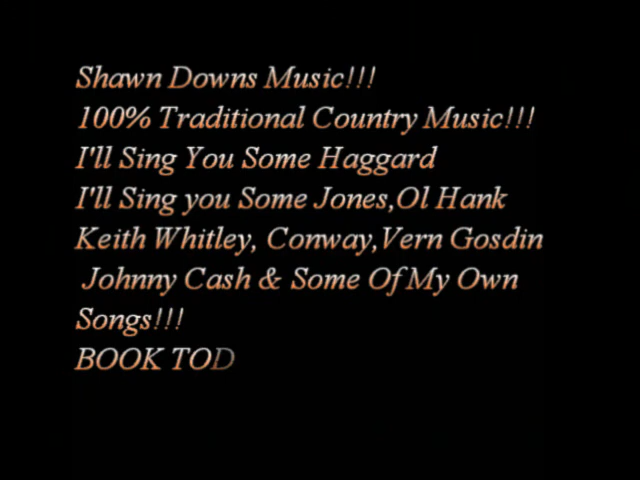 Shawn Downs Music!!!
100% Traditional Country Music!!!
I'll Sing You Some Haggard
I'll Sing you Some Jones,Ol Hank
Keith Whitley, Conway,Vern Gosdin
Johnny Cash & Some Of My Own
Songs!!!
BOOK TOD